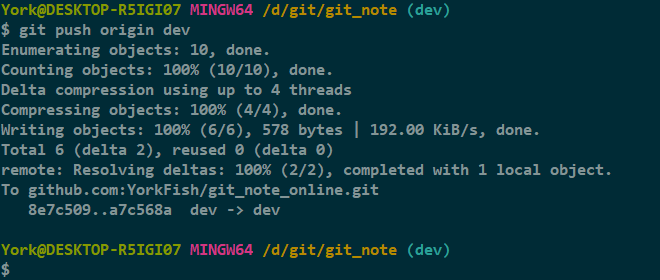 York@DESKTOP-R5IGI07 MINGW64 /d/git/git_note (dev)
$ git push origin dev
Enumerating objects: 10, done.
Counting objects: 100% (10/10), done.
Delta compression using up to 4 threads
Compressing objects: 100% (4/4), done.
Writing objects: 100% (6/6), 578 bytes | 192.00 KiB/s, done.
Total 6 (delta 2), reused 0 (delta 0)
remote: Resolving deltas: 100% (2/2), completed with 1 local object.
To github.com:YorkFish/git_note_online.git
   8e7c509..a7c568a  dev -> dev
York@DESKTOP-R5IGI07 MINGW64 /d/git/git_note (dev)
$